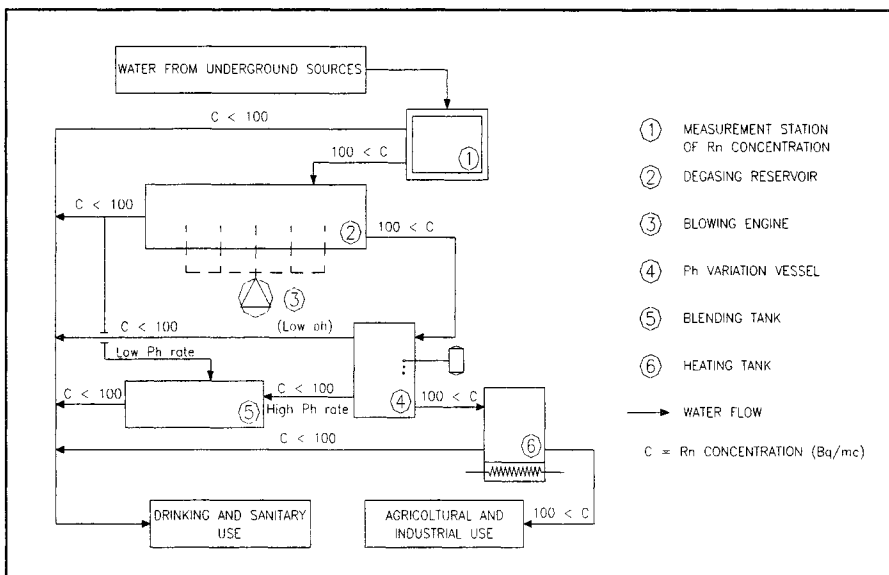 WATER FROM UNDERGROUND SOURCES
C < 100
1
100 < C
C < 100
2
100 < C
3
C < 100
(Low ph)
Low Ph rate
C < 100
5
C < 100
High Ph rate
4
100 < C
C < 100
6
DRINKING AND SANITARY
USE
AGRICOLTURAL AND
INDUSTRIAL USE
100 < C
1 MEASUREMENT STATION
OF Rn CONCENTRATION
2 DEGASING RESERVOIR
3 BLOWING ENGINE
4 Ph VARIATION VESSEL
5 BLENDING TANK
6 HEATING TANK
WATER FLOW
C = Rn CONCENTRATION (Bq/mc)